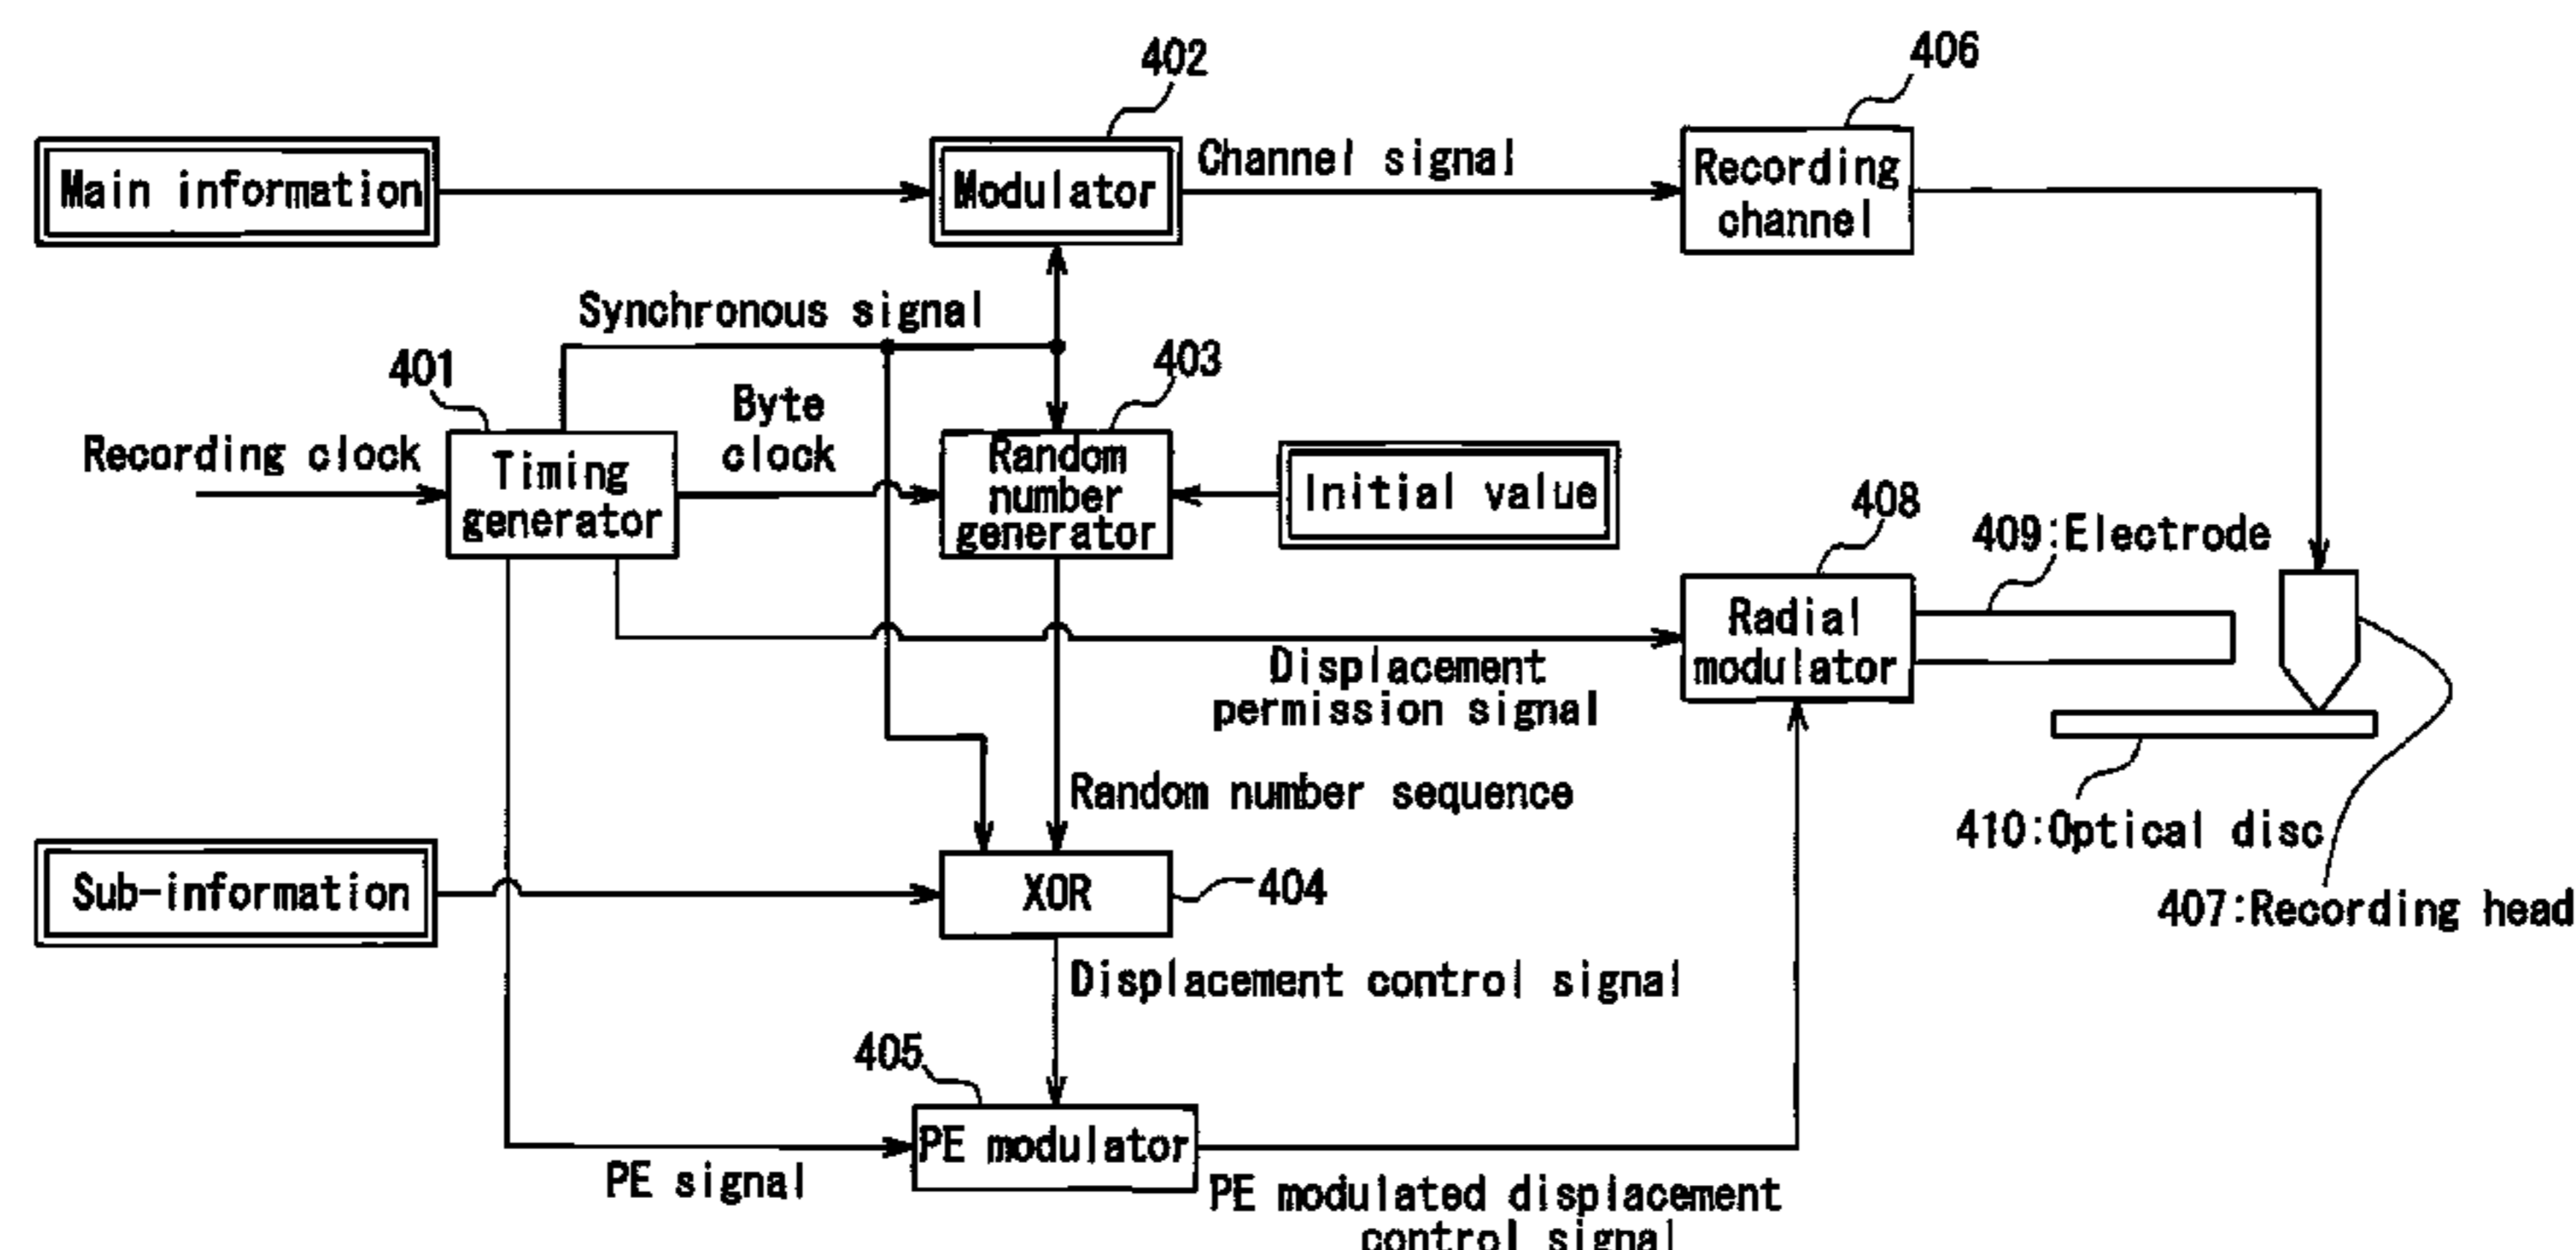 402
406
Main information
Modulator
Channel signal
Recording
channel
Synchronous signal
401
403
Byte
clock
Recording clock
Timing
generator
Random
number
generator
Initial value
408
409:Electrode
Radial
modulator
Displacement
permission signal
Random number sequence
410:Optical disc
Sub-information
XOR
404
407:Recording head
Displacement control signal
405
PE modulator
PE signal
PE modulated displacement
control signal